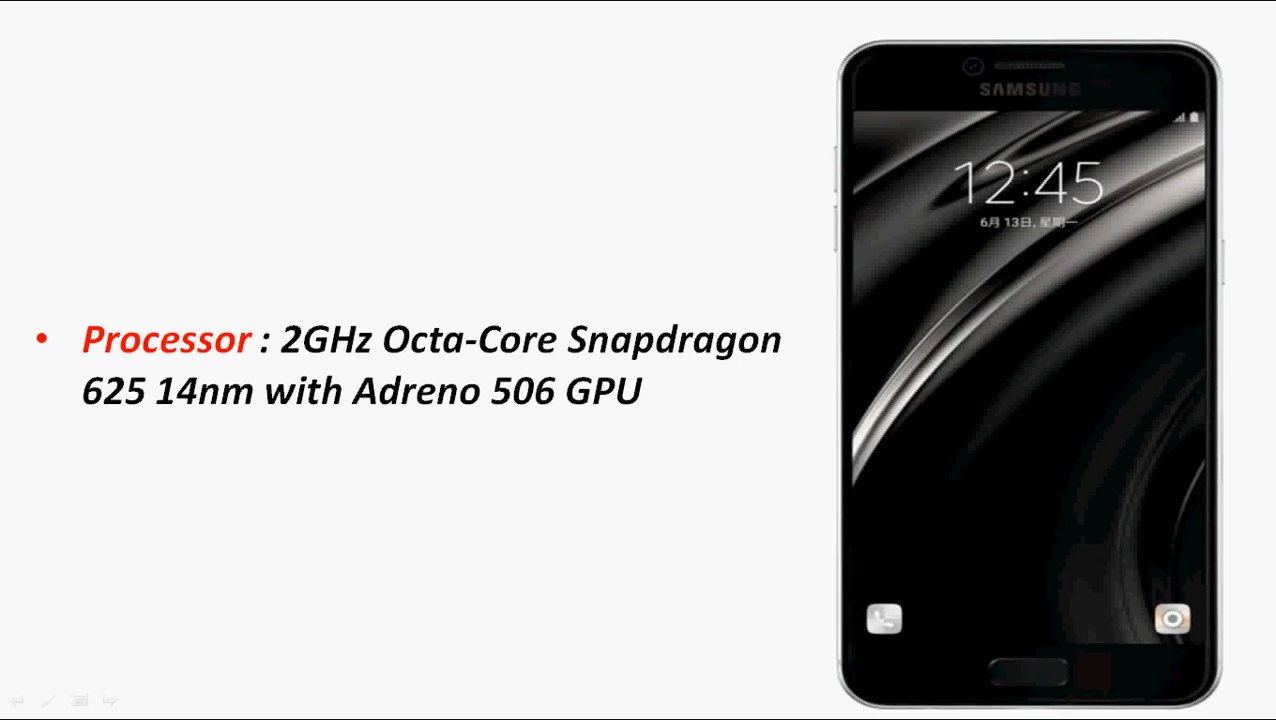 • Processor : 2GHz Octa-Core Snapdragon
625 14nm with Adreno 506 GPU
SAMSUNG
12:45
6月 13日, 星期一